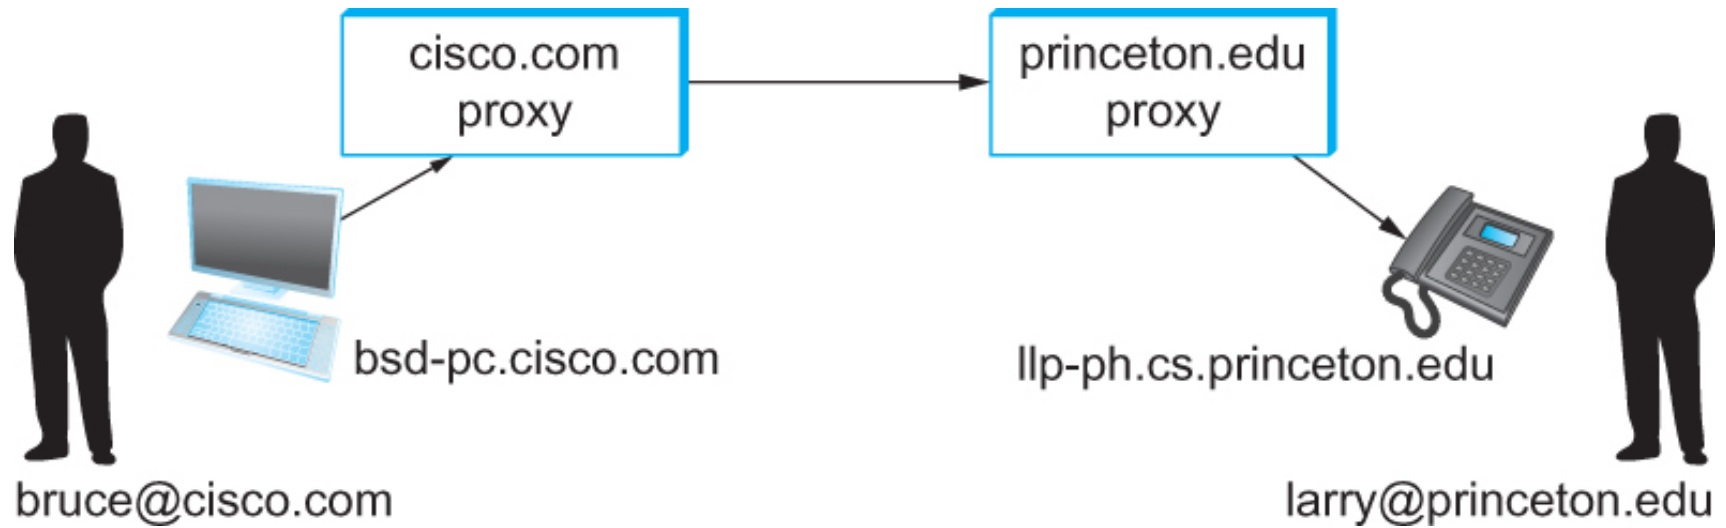 cisco.com
proxy
princeton.edu
proxy
bsd-pc.cisco.com
llp-ph.cs.princeton.edu
bruce@cisco.com
larry@princeton.edu